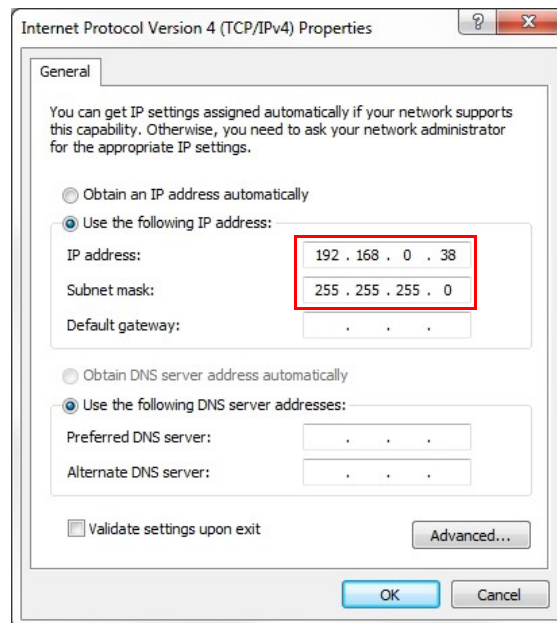 Internet Protocol Version 4 (TCP/IPv4) Properties
General
You can get IP settings assigned automatically if your network supports
this capability. Otherwise, you need to ask your network administrator
for the appropriate IP settings.
Obtain an IP address automatically
Use the following IP address:
IP address: 192 . 168 . 0 . 38
Subnet mask: 255 . 255 . 255 . 0
Default gateway: . . .
Obtain DNS server address automatically
Use the following DNS server addresses:
Preferred DNS server: . . .
Alternate DNS server: . . .
Validate settings upon exit
Advanced...
OK Cancel